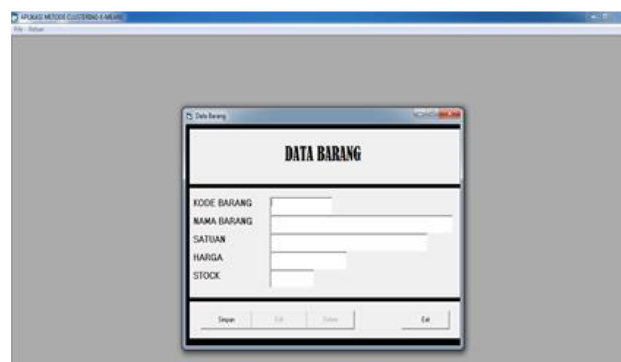 APLIKASI METODE CLUSTERING K-MEANS
File Keluar
Data Barang
DATA BARANG
KODE BARANG
NAMA BARANG
SATUAN
HARGA
STOCK
Simpan Edit Delete Exit